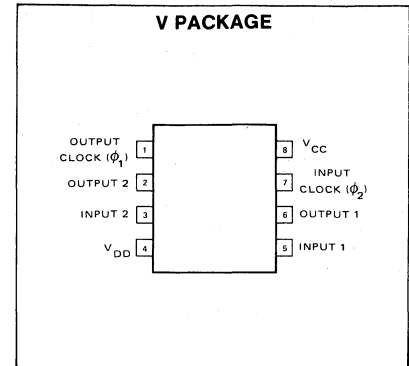 V PACKAGE
OUTPUT
CLOCK (ϕ1)
1
OUTPUT 2
2
INPUT 2
3
VDD
4
8
VCC
7
INPUT
CLOCK (ϕ2)
6
OUTPUT 1
5
INPUT 1